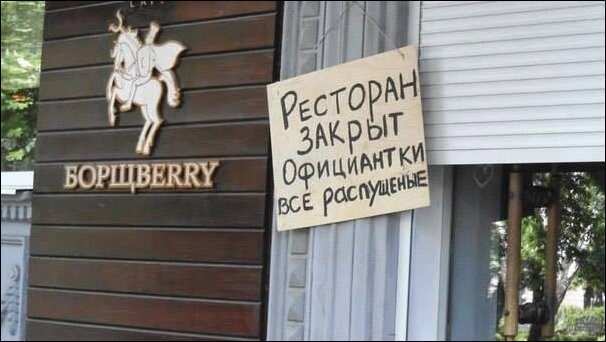 БОРЩBERRY
РЕСТОРАН
ЗАКРЫТ
ОФИЦИАНТКИ
ВСЕ РАСПУЩЕНЫЕ